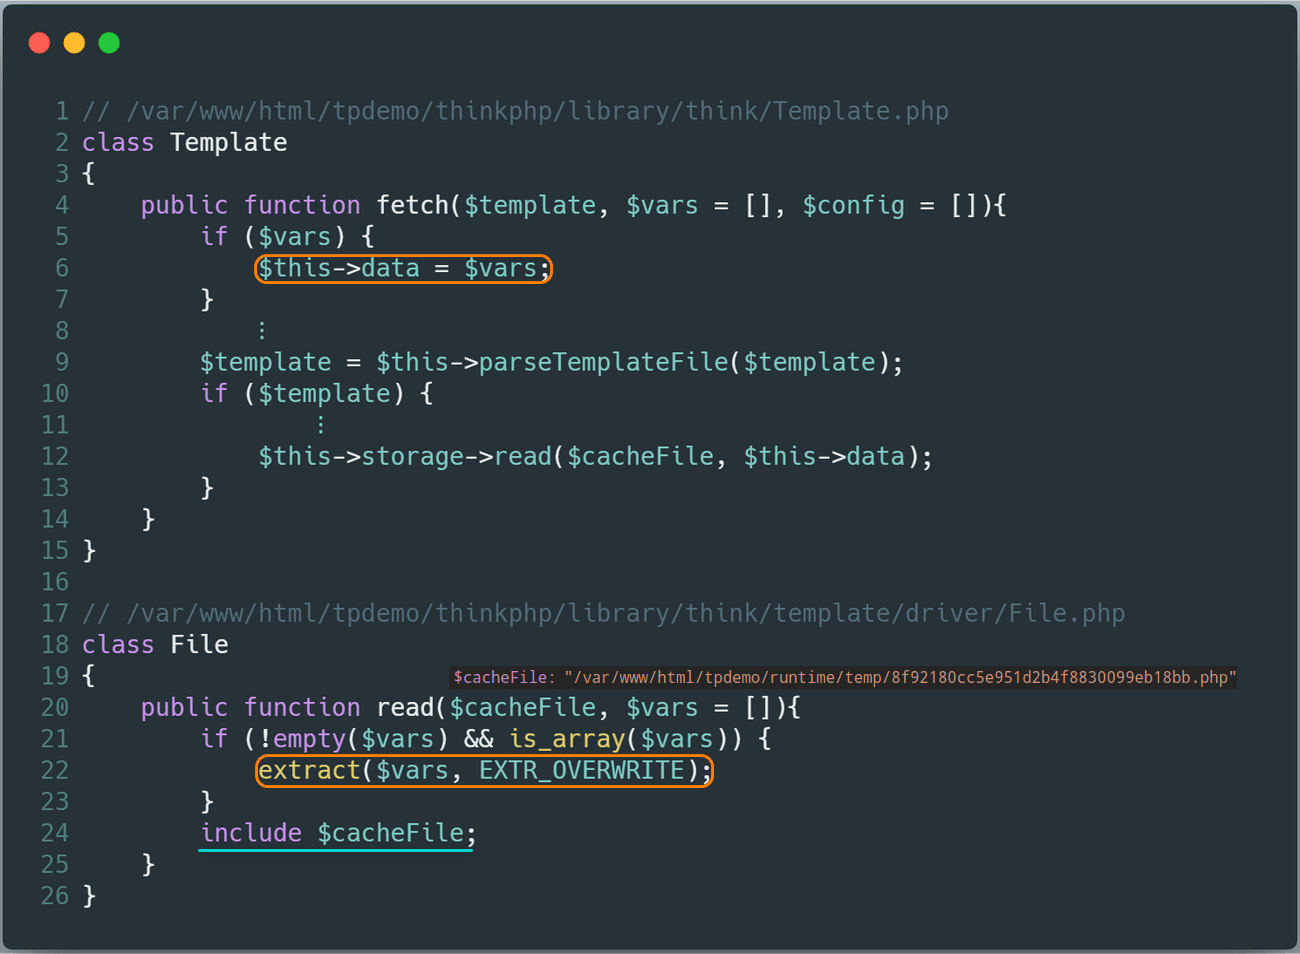 1 // /var/www/html/tpdemo/thinkphp/library/think/Template.php
2 class Template
3 {
4     public function fetch($template, $vars = [], $config = []){
5         if ($vars) {
6             $this->data = $vars;
7         }
8             ⋮
9         $template = $this->parseTemplateFile($template);
10         if ($template) {
11                 ⋮
12             $this->storage->read($cacheFile, $this->data);
13         }
14     }
15 }
16
17 // /var/www/html/tpdemo/thinkphp/library/think/template/driver/File.php
18 class File
19 { $cacheFile: "/var/www/html/tpdemo/runtime/temp/8f92180cc5e951d2b4f8830099eb18bb.php"
20     public function read($cacheFile, $vars = []){
21         if (!empty($vars) && is_array($vars)) {
22             extract($vars, EXTR_OVERWRITE);
23         }
24         include $cacheFile;
25     }
26 }